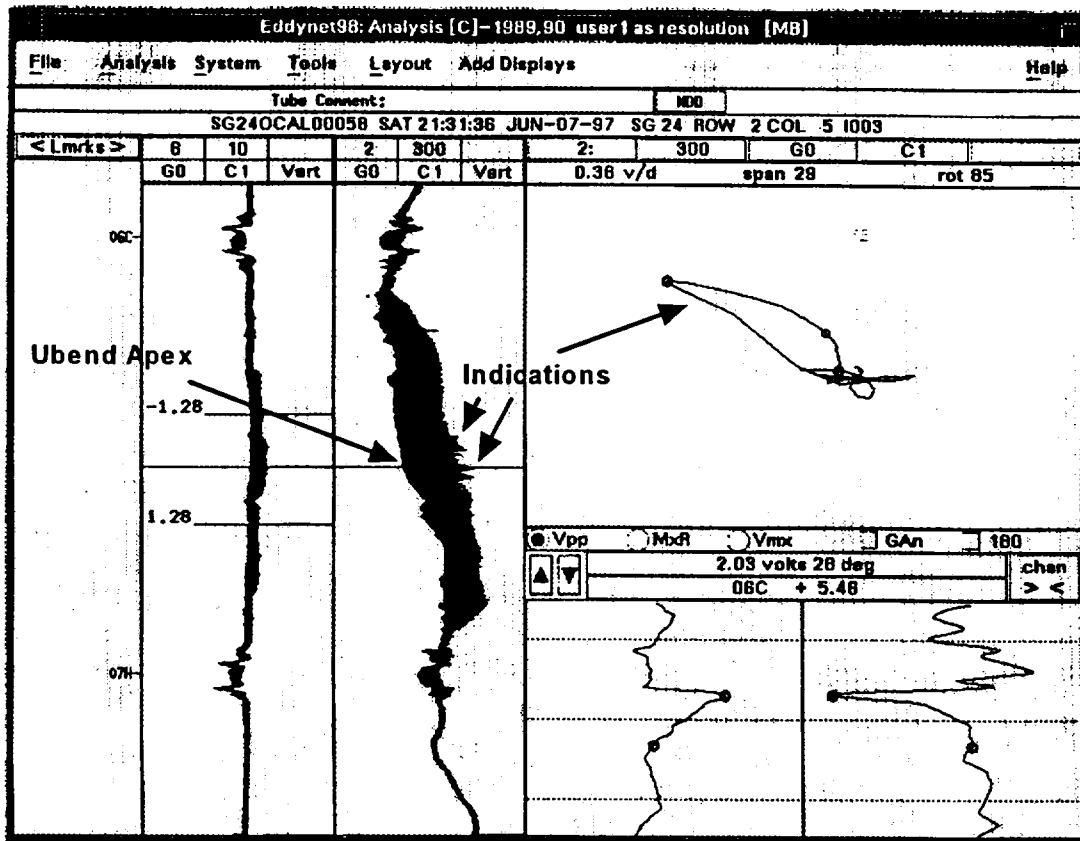 Eddynet98: Analysis [C]-1989,90 user1 as resolution [MB]
File Analysis System Tools Layout Add Displays Help
Tube Comment: NDD
SG24OCAL00058 SAT 21:31:36 JUN-07-97 SG 24 ROW 2 COL 5 I003
< Lmrks > 6 10 2 300 2: 300 G0 C1
G0 C1 Vert G0 C1 Vert 0.36 v/d span 29 rot 85
06C
Ubend Apex
Indications
-1.28
1.28
Vpp MxR Vmx GAn 180
2.03 volts 28 deg chan
06C + 5.46 > <
07H